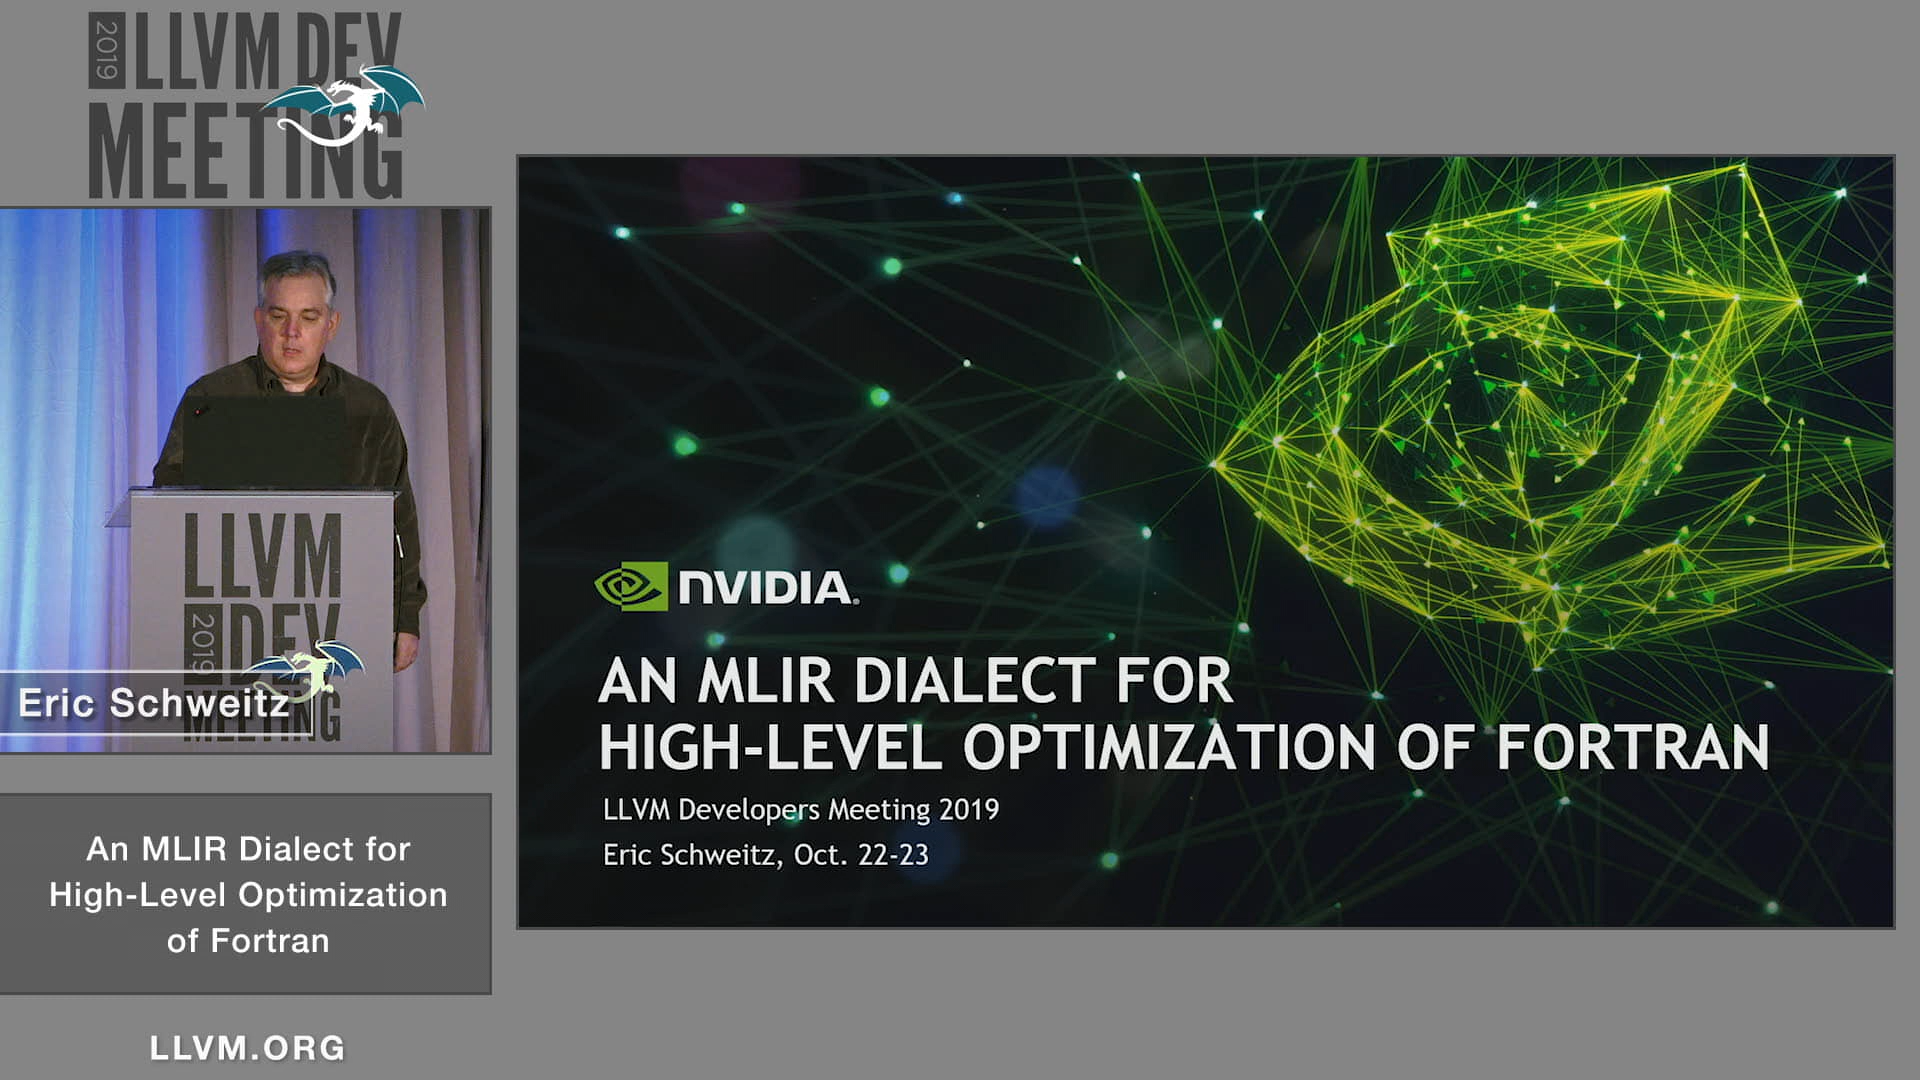 2019
LLVM DEV
MEETING
LLVM
2019
DEV
MEETING
Eric Schweitz
An MLIR Dialect for
High-Level Optimization
of Fortran
LLVM.ORG
NVIDIA.
AN MLIR DIALECT FOR
HIGH-LEVEL OPTIMIZATION OF FORTRAN
LLVM Developers Meeting 2019
Eric Schweitz, Oct. 22-23